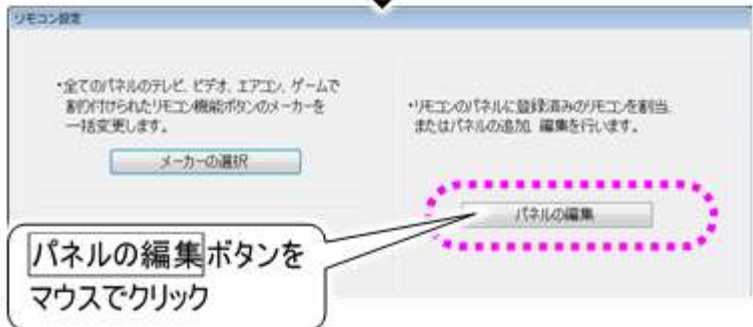 リモコン設定
・全てのパネルのテレビ、ビデオ、エアコン、ゲームで
割り付けられたリモコン機能ボタンのメーカーを
一括変更します。
メーカーの選択
・リモコンのパネルに登録済みのリモコンを割当、
またはパネルの追加、編集を行います。
パネルの編集
パネルの編集ボタンを
マウスでクリック